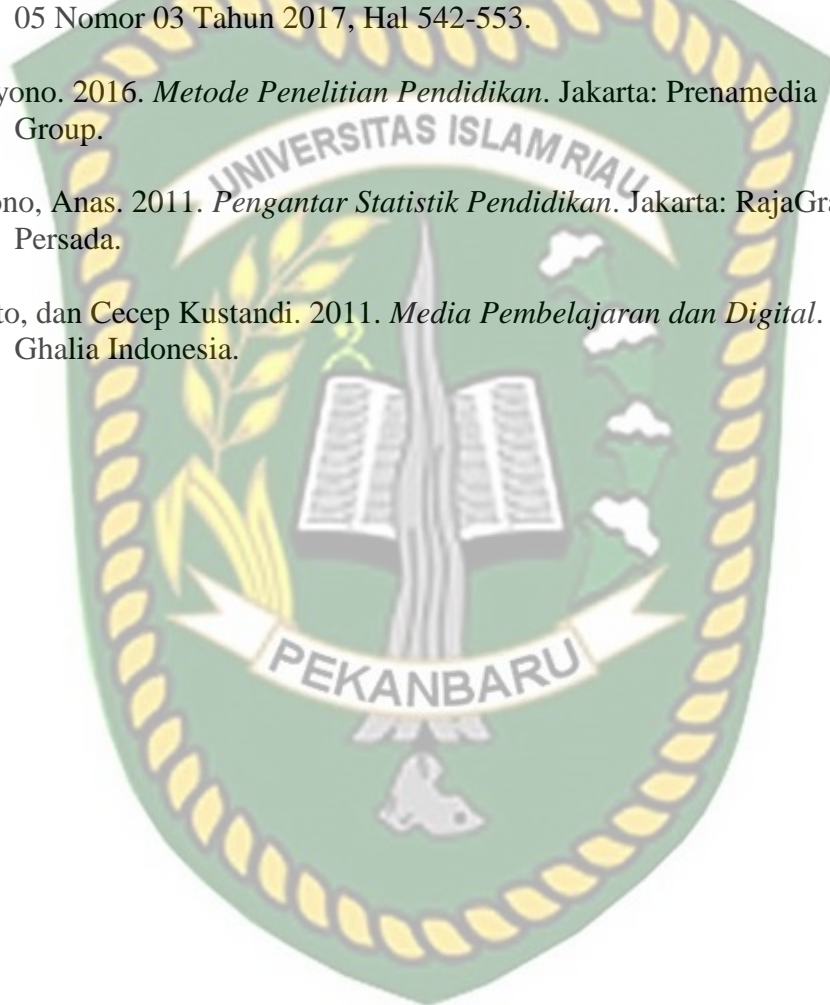 05 Nomor 03 Tahun 2017, Hal 542-553.
yono. 2016. Metode Penelitian Pendidikan. Jakarta: Prenamedia
Group.
UNIVERSITAS ISLAM RIAU
ono, Anas. 2011. Pengantar Statistik Pendidikan. Jakarta: RajaGra
Persada.
to, dan Cecep Kustandi. 2011. Media Pembelajaran dan Digital.
Ghalia Indonesia.
PEKANBARU